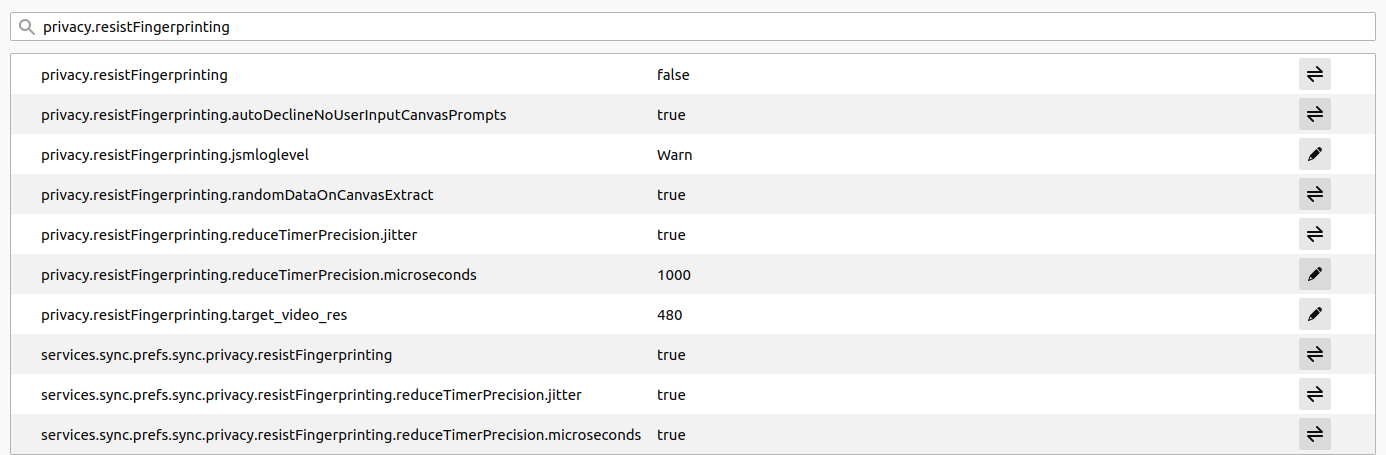 privacy.resistFingerprinting
privacy.resistFingerprinting false
privacy.resistFingerprinting.autoDeclineNoUserInputCanvasPrompts true
privacy.resistFingerprinting.jsmloglevel Warn
privacy.resistFingerprinting.randomDataOnCanvasExtract true
privacy.resistFingerprinting.reduceTimerPrecision.jitter true
privacy.resistFingerprinting.reduceTimerPrecision.microseconds 1000
privacy.resistFingerprinting.target_video_res 480
services.sync.prefs.sync.privacy.resistFingerprinting true
services.sync.prefs.sync.privacy.resistFingerprinting.reduceTimerPrecision.jitter true
services.sync.prefs.sync.privacy.resistFingerprinting.reduceTimerPrecision.microseconds true